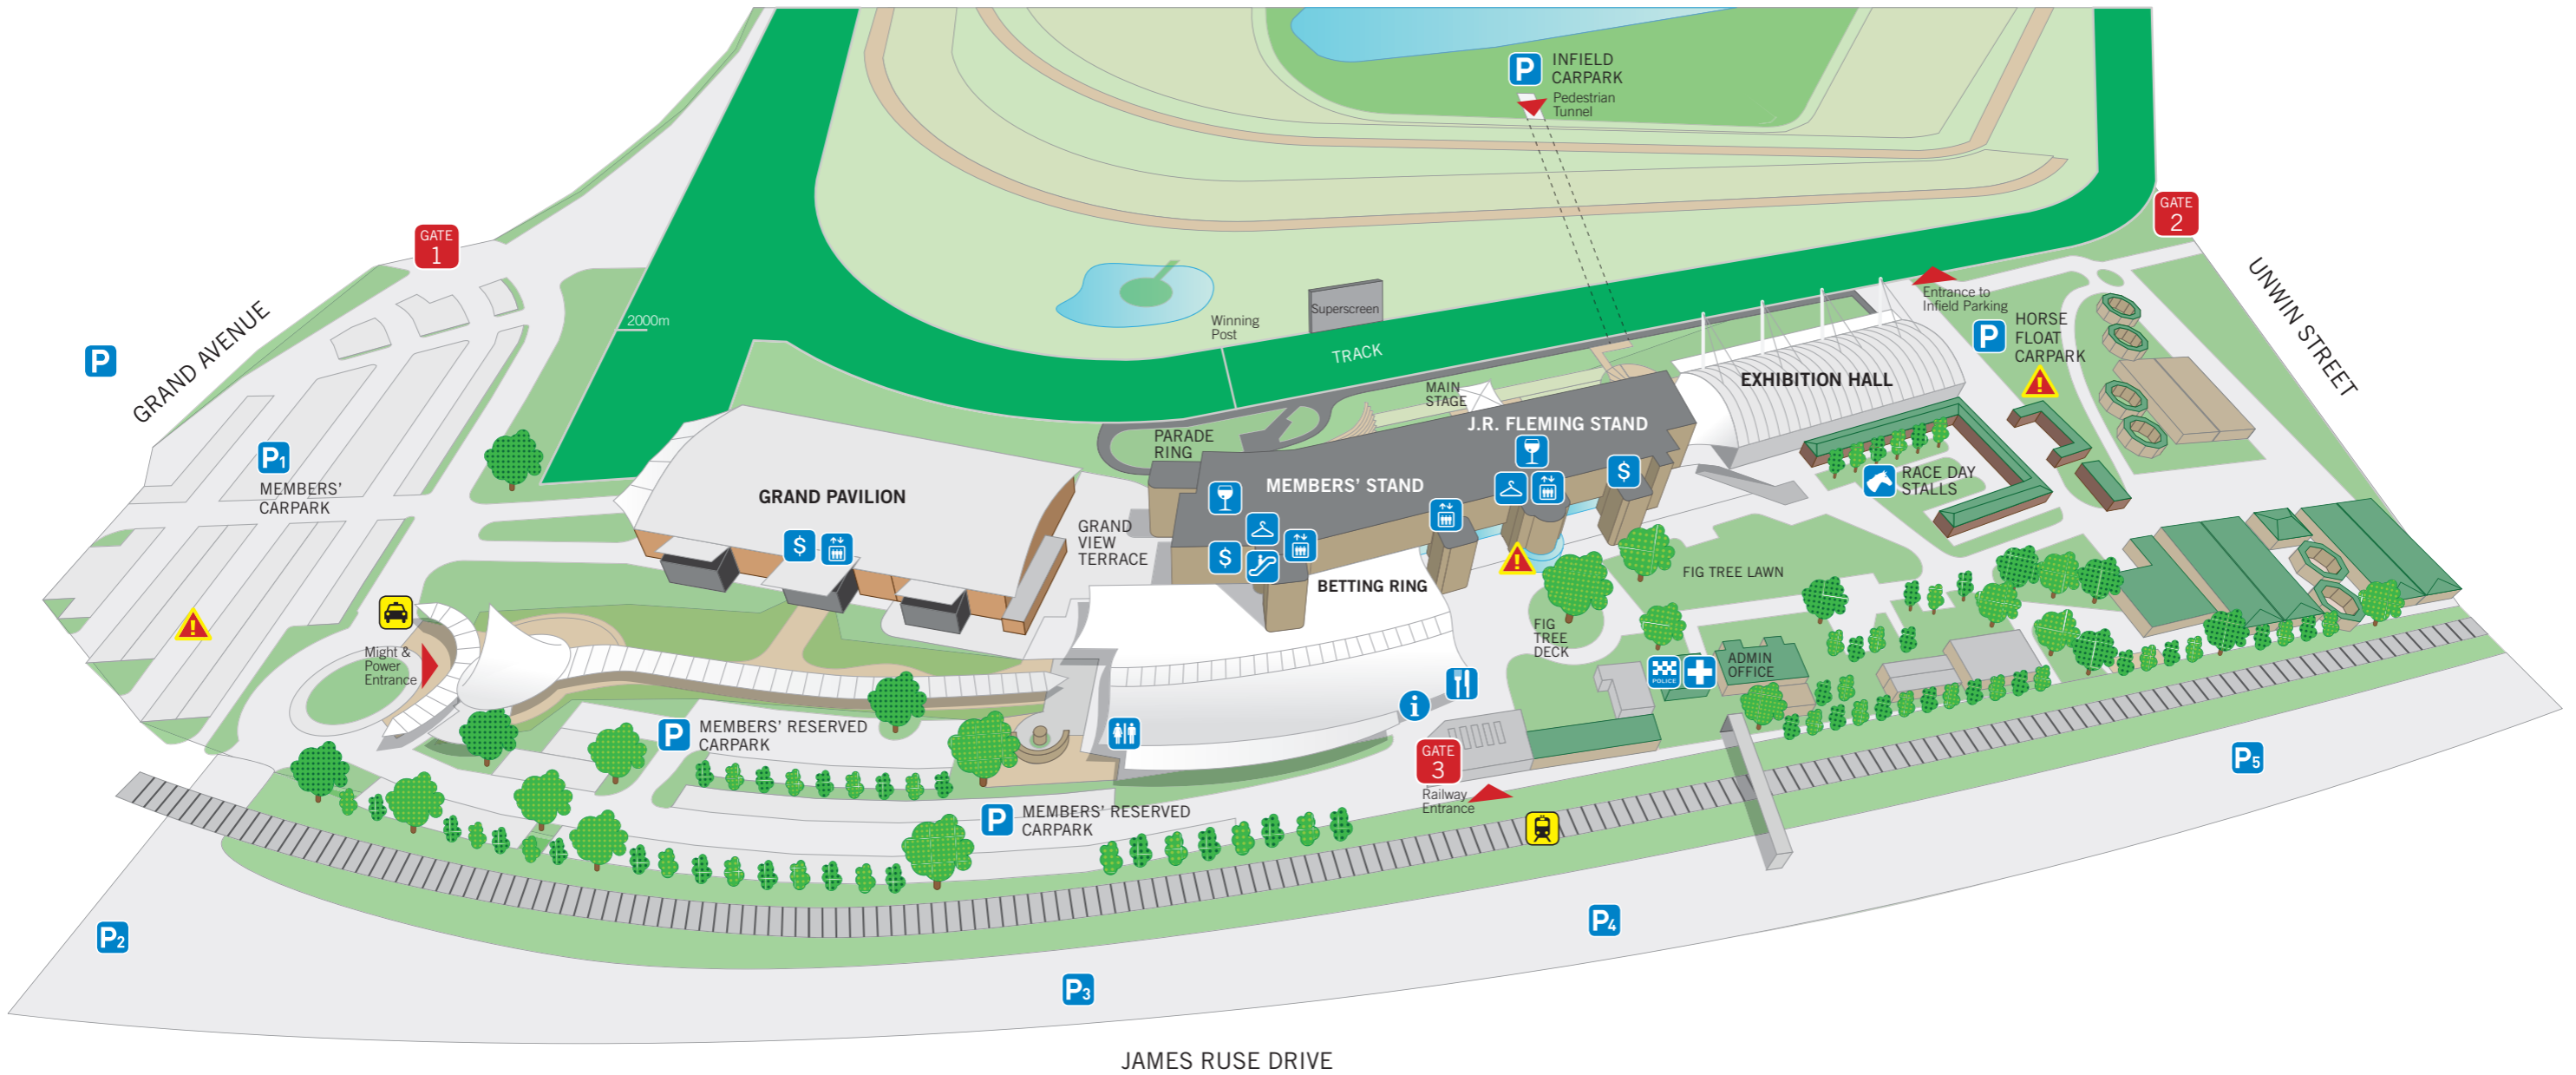 P
INFIELD
CARPARK
Pedestrian
Tunnel
GATE
1
GATE
2
GRAND AVENUE
UNWIN STREET
Entrance to
Infield Parking
2000m
Winning
Post
Superscreen
TRACK
P
HORSE
FLOAT
CARPARK
!
P
MAIN
STAGE
EXHIBITION HALL
J.R. FLEMING STAND
PARADE
RING
P1
MEMBERS'
CARPARK
GRAND PAVILION
MEMBERS' STAND
$
RACE DAY
STALLS
GRAND
VIEW
TERRACE
$
$
!
BETTING RING
FIG TREE LAWN
!
Might &
Power
Entrance
FIG
TREE
DECK
POLICE
ADMIN
OFFICE
i
P
MEMBERS' RESERVED
CARPARK
GATE
3
Railway
Entrance
P
MEMBERS' RESERVED
CARPARK
P5
P4
P2
P3
JAMES RUSE DRIVE